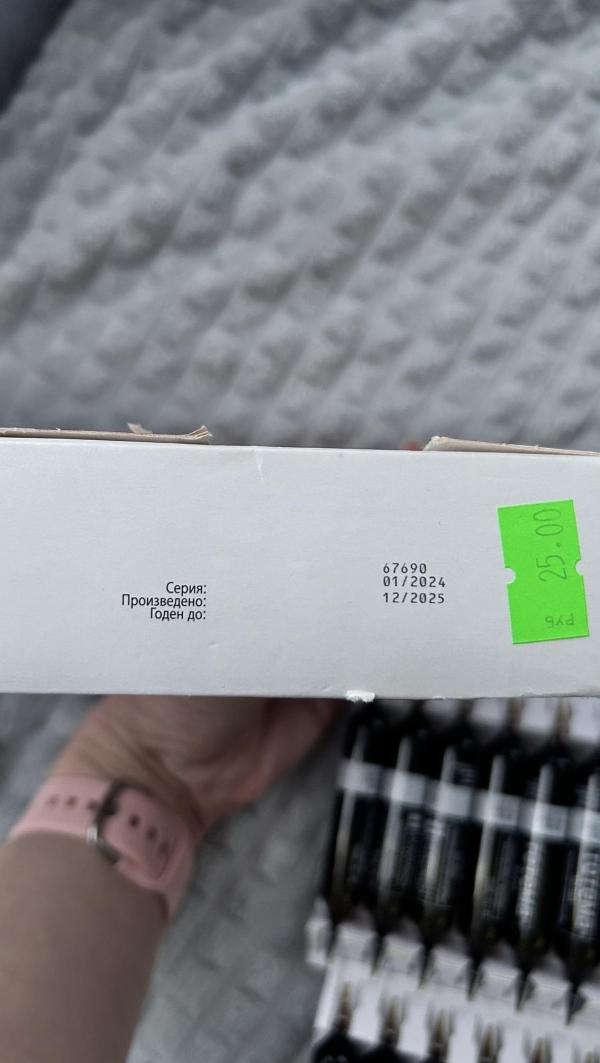 Серия:
Произведено:
Годен до:
67690
01/2024
12/2025
25.00
РУБ